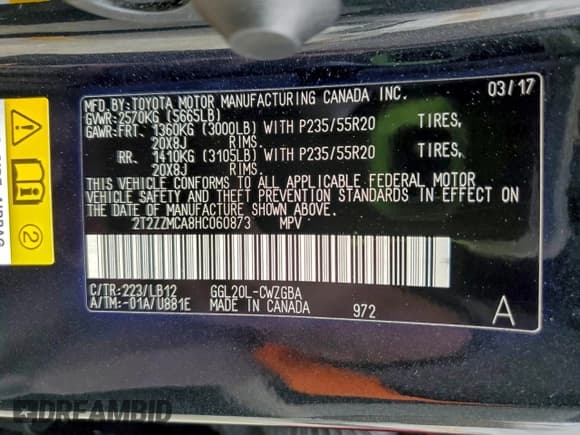 MFD.BY:TOYOTA MOTOR MANUFACTURING CANADA INC. 03/17
GVWR:2570KG (5665LB)
GAWR:FRT. 1360KG (3000LB) WITH P235/55R20 TIRES,
20X8J RIMS,
RR. 1410KG (3105LB) WITH P235/55R20 TIRES,
20X8J RIMS,
THIS VEHICLE CONFORMS TO ALL APPLICABLE FEDERAL MOTOR
VEHICLE SAFETY AND THEFT PREVENTION STANDARDS IN EFFECT ON
THE DATE OF MANUFACTURE SHOWN ABOVE.
2T2ZZMCA8HC060873 MPV
C/TR:223/LB12 GGL20L-CWZGBA
A/TM:-01A/U881E MADE IN CANADA 972 A
2
DREAMBID